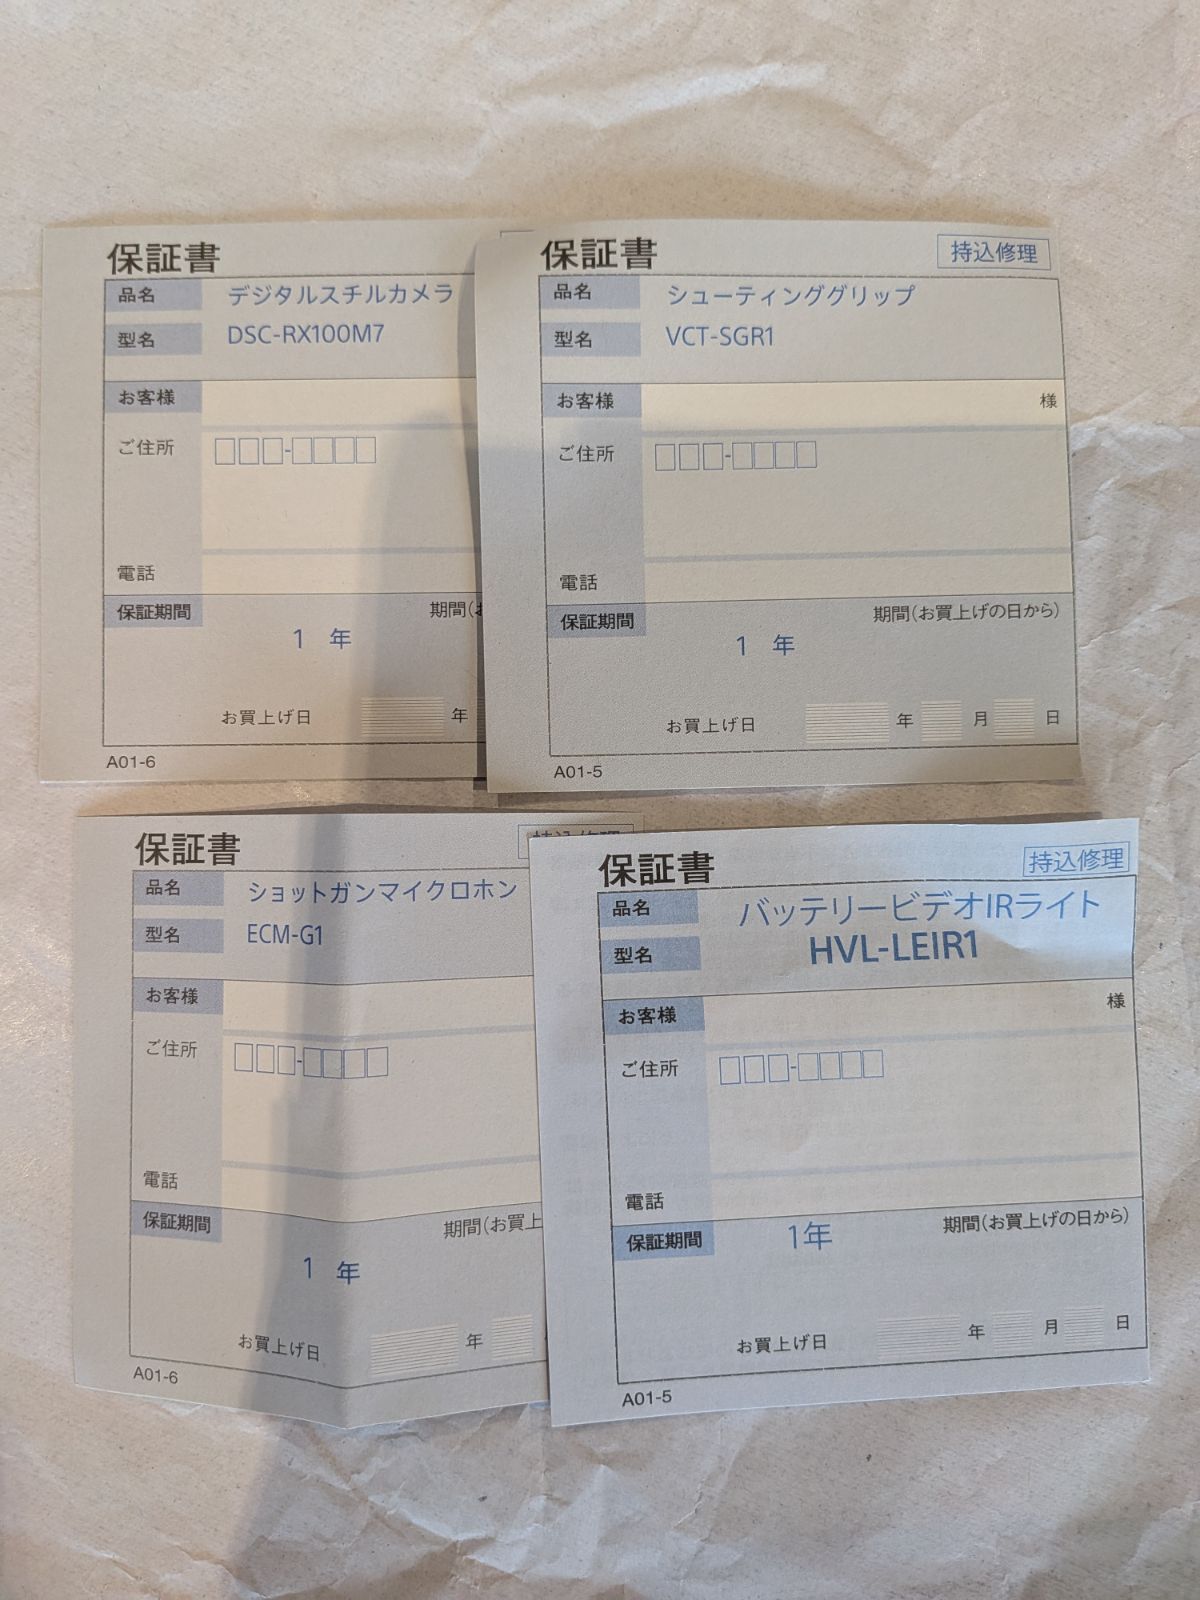 保証書
品名 デジタルスチルカメラ
型名 DSC-RX100M7
お客様
ご住所
電話
保証期間 期間(お
1 年
お買上げ日 年
A01-6
保証書 持込修理
品名 シューティンググリップ
型名 VCT-SGR1
お客様 様
ご住所
電話
保証期間 期間(お買上げの日から)
1 年
お買上げ日 年 月 日
A01-5
保証書 持込修理
品名 ショットガンマイクロホン
型名 ECM-G1
お客様
ご住所
電話
保証期間 期間(お買上
1 年
お買上げ日 年
A01-6
保証書 持込修理
品名 バッテリービデオIRライト
型名 HVL-LEIR1
お客様 様
ご住所
電話
保証期間 1年 期間(お買上げの日から)
お買上げ日 年 月 日
A01-5